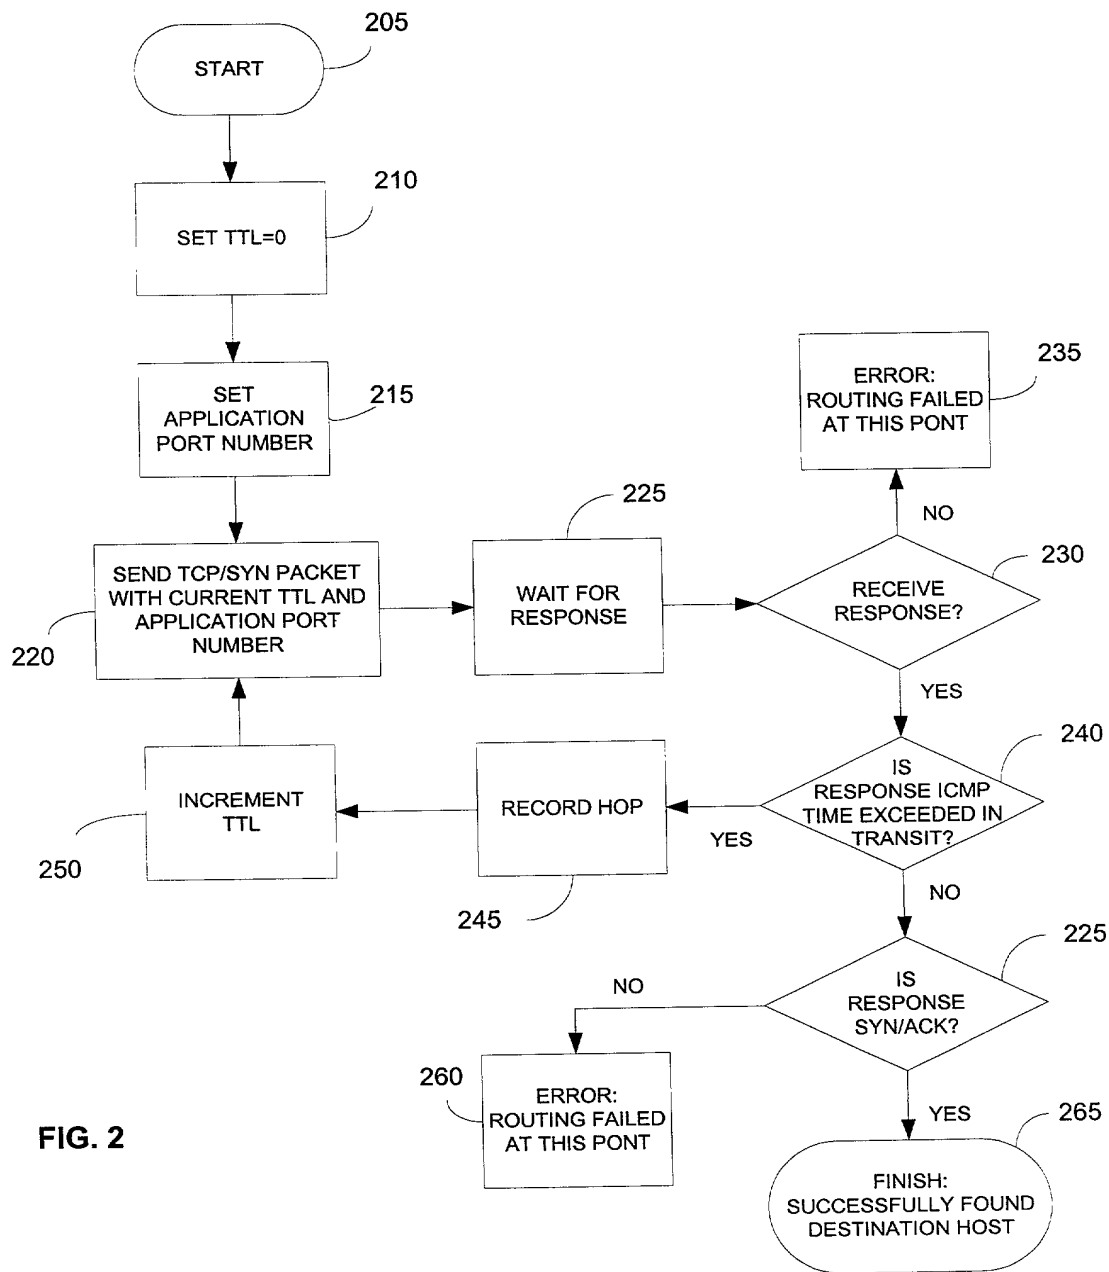 205
START
210
SET TTL=0
235
ERROR:
ROUTING FAILED
AT THIS PONT
215
SET
APPLICATION
PORT NUMBER
225
NO
230
SEND TCP/SYN PACKET
WITH CURRENT TTL AND
APPLICATION PORT
NUMBER
220
WAIT FOR
RESPONSE
RECEIVE
RESPONSE?
YES
240
INCREMENT
TTL
250
RECORD HOP
245
YES
IS
RESPONSE ICMP
TIME EXCEEDED IN
TRANSIT?
NO
225
NO
IS
RESPONSE
SYN/ACK?
260
ERROR:
ROUTING FAILED
AT THIS PONT
YES
265
FIG. 2
FINISH:
SUCCESSFULLY FOUND
DESTINATION HOST